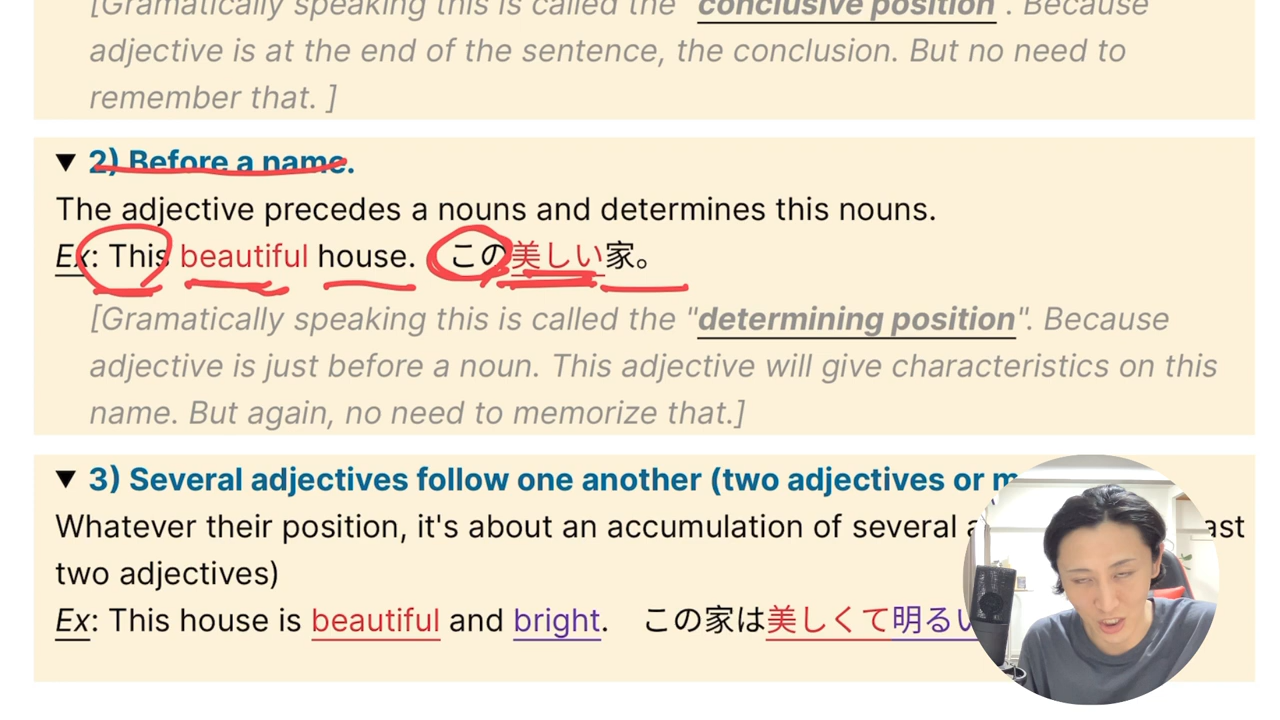 [Gramatically speaking this is called the "conclusive position". Because
adjective is at the end of the sentence, the conclusion. But no need to
remember that. ]
▼ 2) Before a name.
The adjective precedes a nouns and determines this nouns.
Ex: This beautiful house. この美しい家。
[Gramatically speaking this is called the "determining position". Because
adjective is just before a noun. This adjective will give characteristics on this
name. But again, no need to memorize that.]
▼ 3) Several adjectives follow one another (two adjectives or
Whatever their position, it's about an accumulation of several
two adjectives)
Ex: This house is beautiful and bright. この家は美しくて明る